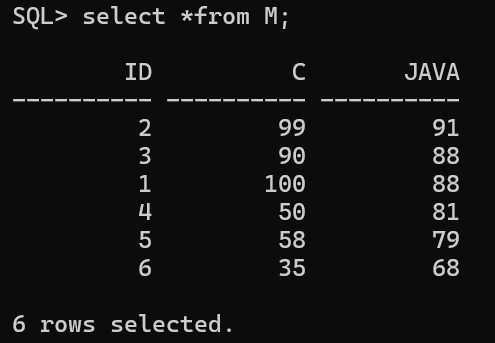 SQL> select *from M;
        ID          C       JAVA
---------- ---------- ----------
         2         99         91
         3         90         88
         1        100         88
         4         50         81
         5         58         79
         6         35         68
6 rows selected.